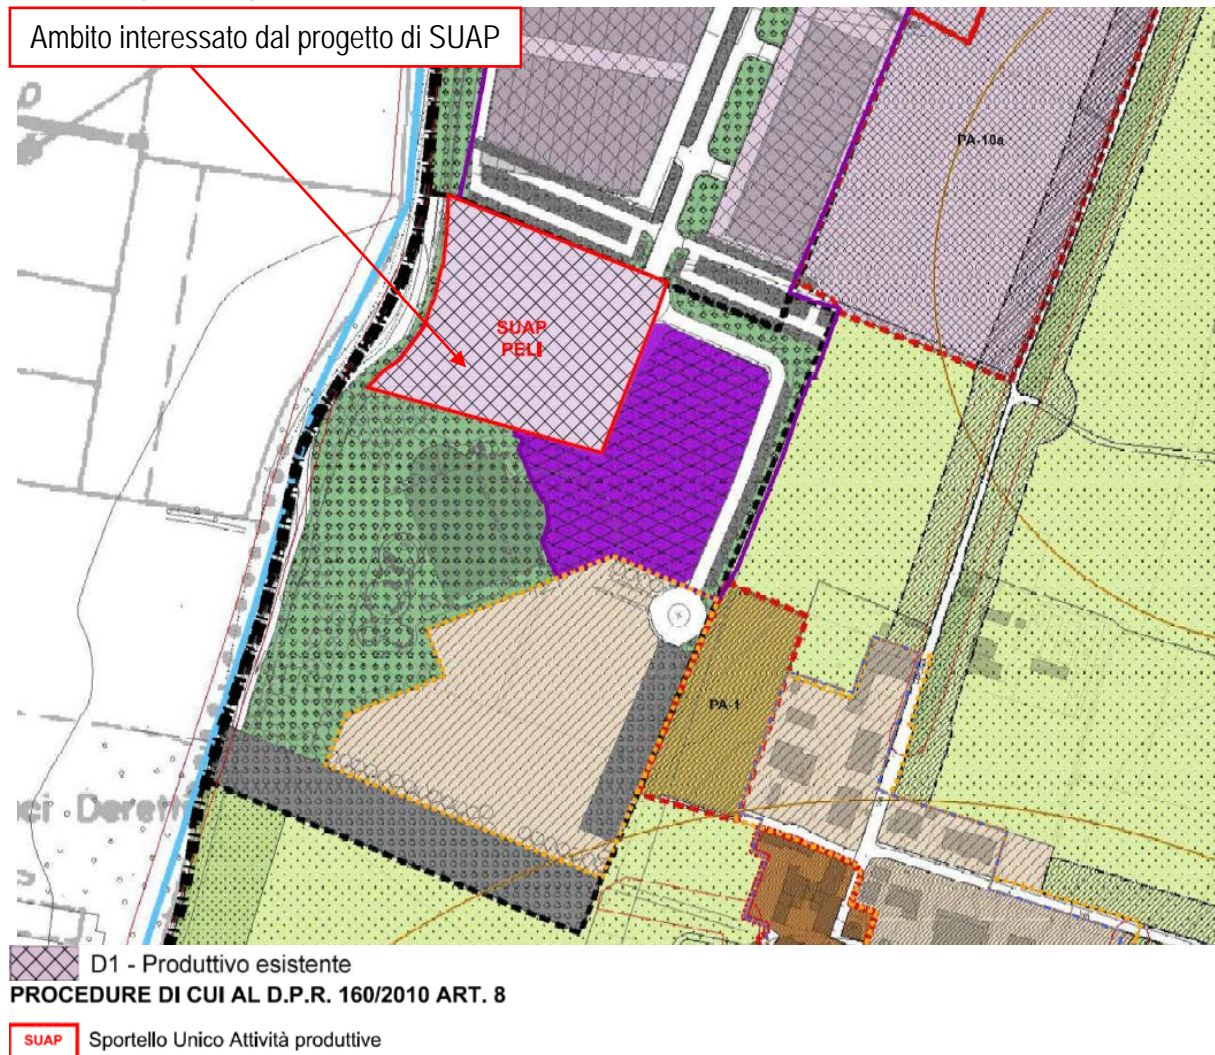 Ambito interessato dal progetto di SUAP
PA-10a
SUAP
PELI
PA-1
D1 - Produttivo esistente
PROCEDURE DI CUI AL D.P.R. 160/2010 ART. 8
SUAP Sportello Unico Attività produttive